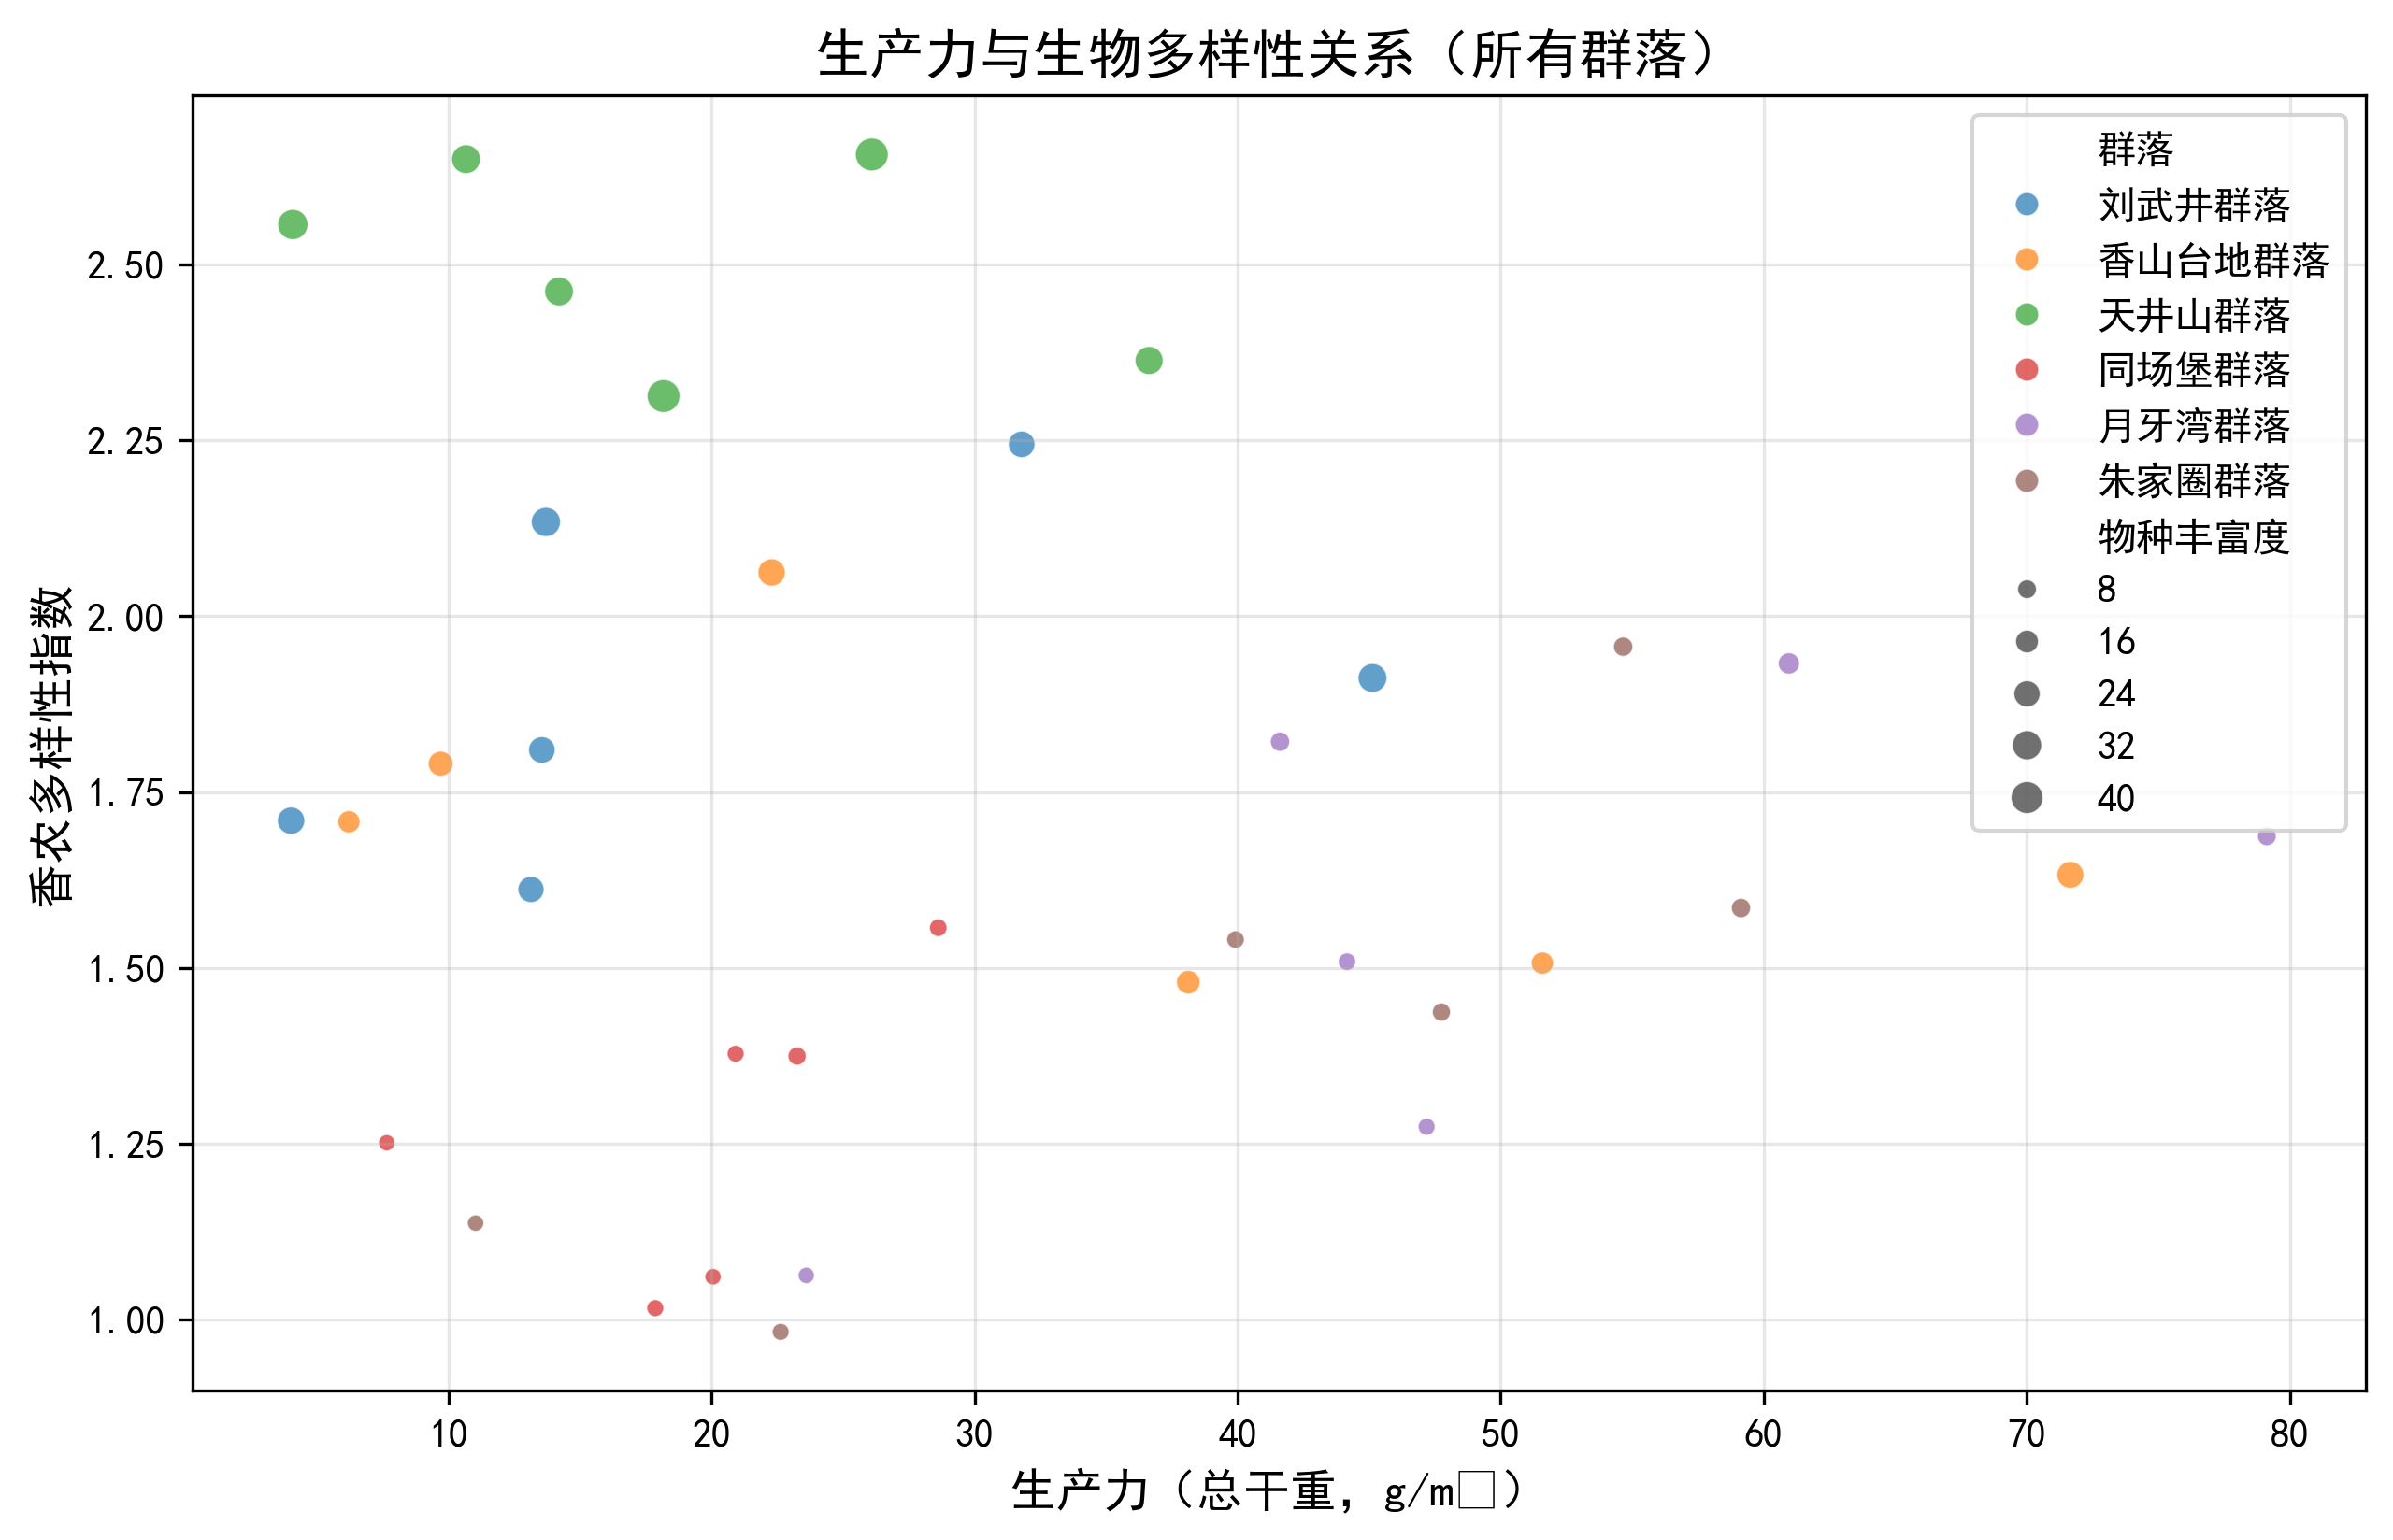 生产力与生物多样性关系（所有群落）
香农多样性指数
2.50
2.25
2.00
1.75
1.50
1.25
1.00
10
20
30
40
50
60
70
80
生产力（总干重，g/m□）
群落
刘武井群落
香山台地群落
天井山群落
同场堡群落
月牙湾群落
朱家圈群落
物种丰富度
8
16
24
32
40